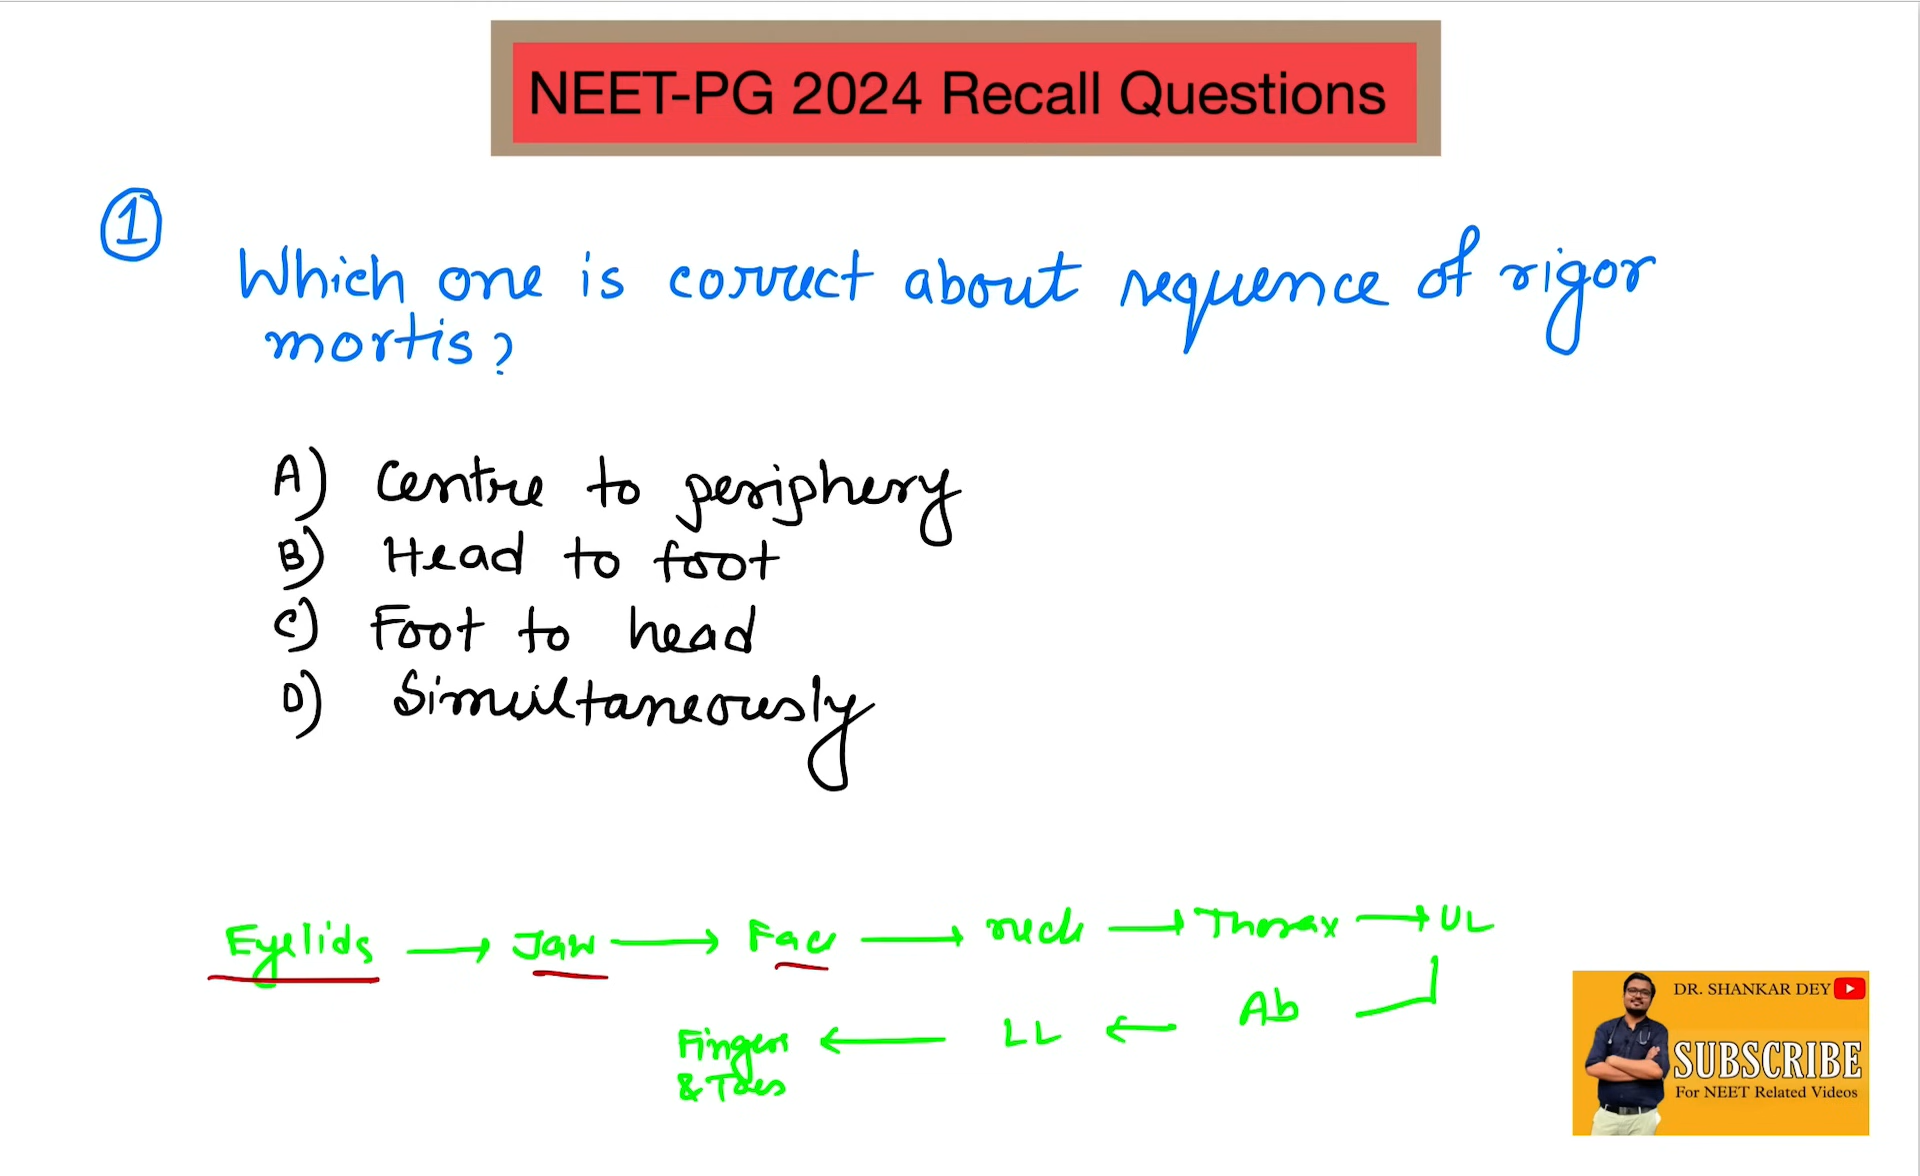 NEET-PG 2024 Recall Questions
1
Which one is correct about sequence of rigor
mortis?
A) Centre to periphery
B) Head to foot
C) Foot to head
D) Simultaneously
Eyelids → Jaw → Face → neck → Thorax → UL
Fingers ← LL ← Ab
& Toes
DR. SHANKAR DEY
SUBSCRIBE
For NEET Related Videos